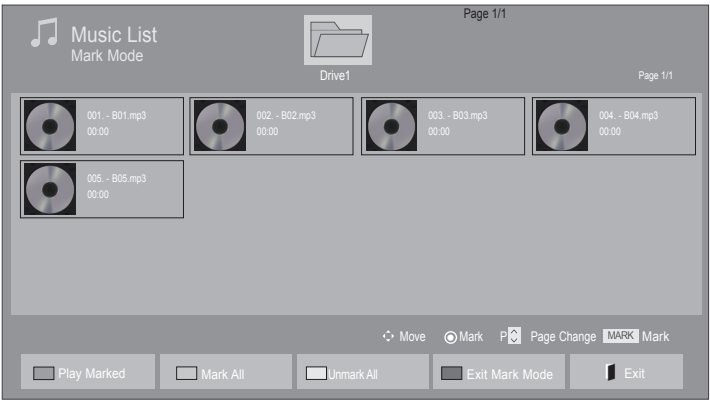 Page 1/1
Music List
Mark Mode
Drive1
Page 1/1
001. - B01.mp3
00:00
002. - B02.mp3
00:00
003. - B03.mp3
00:00
004. - B04.mp3
00:00
005. - B05.mp3
00:00
Move Mark P Page Change MARK Mark
Play Marked Mark All Unmark All Exit Mark Mode Exit